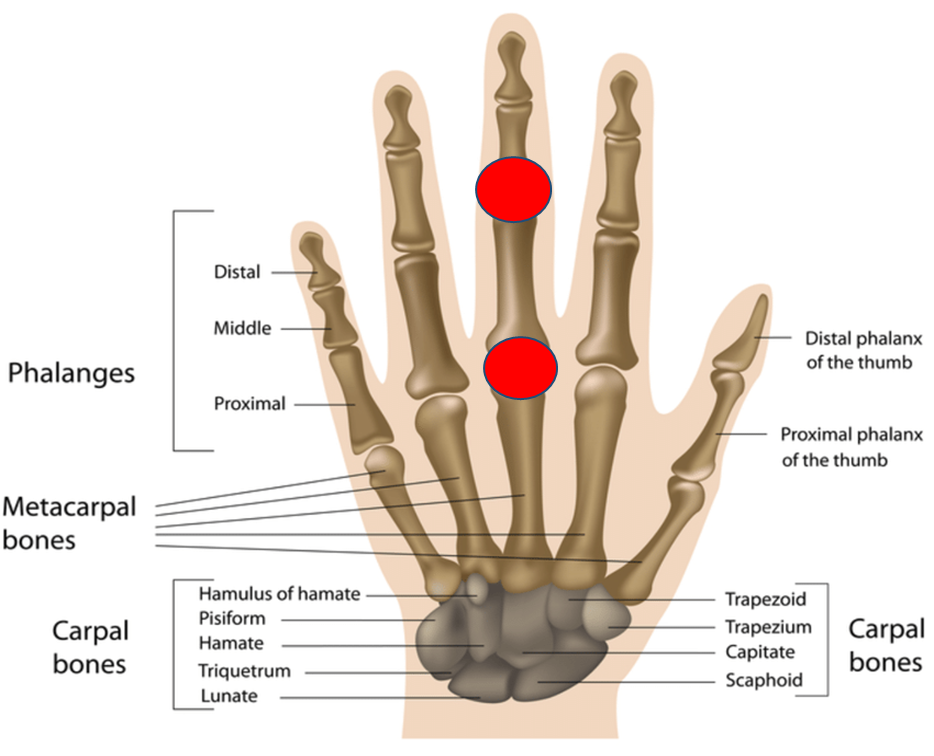 Distal
Middle
Phalanges
Proximal
Metacarpal
bones
Distal phalanx
of the thumb
Proximal phalanx
of the thumb
Carpal
bones
Hamulus of hamate
Pisiform
Hamate
Triquetrum
Lunate
Trapezoid
Trapezium
Capitate
Scaphoid
Carpal
bones